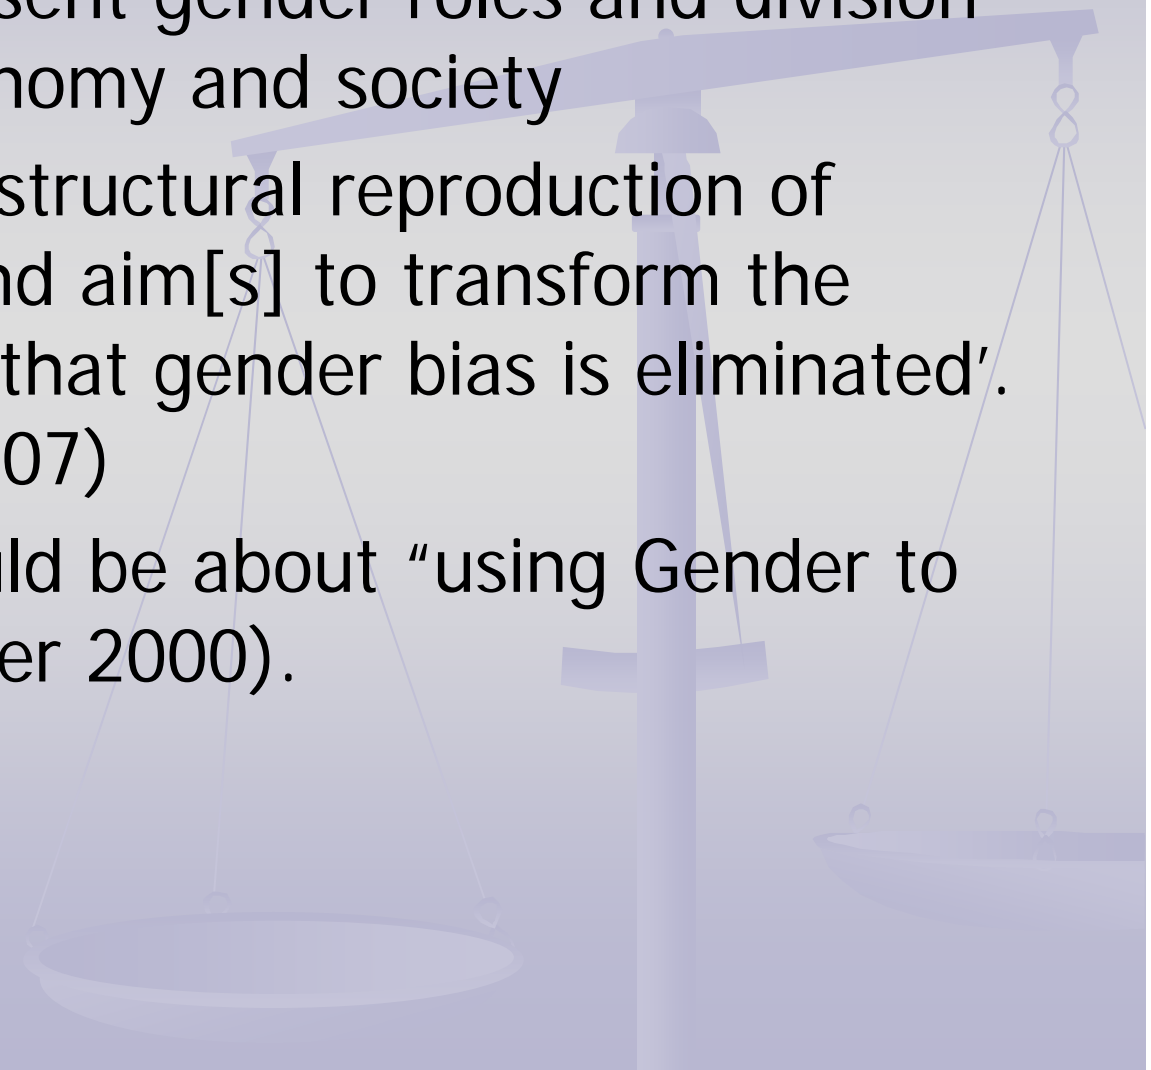 sent gender roles and division
nomy and society
structural reproduction of
nd aim[s] to transform the
that gender bias is eliminated’.
07)
uld be about “using Gender to
er 2000).